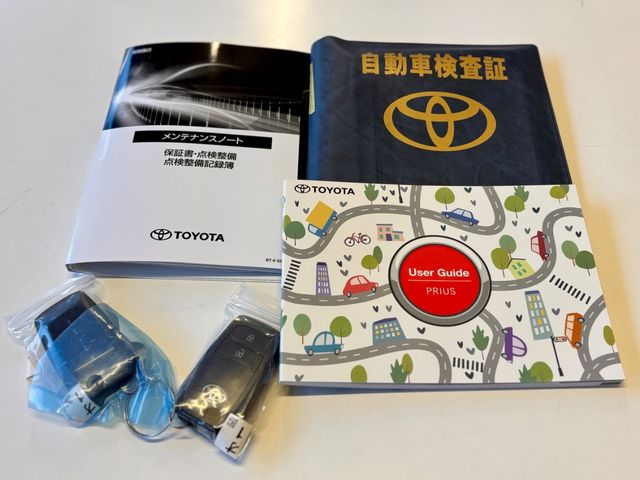 メンテナンスノート
保証書・点検整備
点検整備記録簿
TOYOTA
自動車検査証
TOYOTA
User Guide
PRIUS